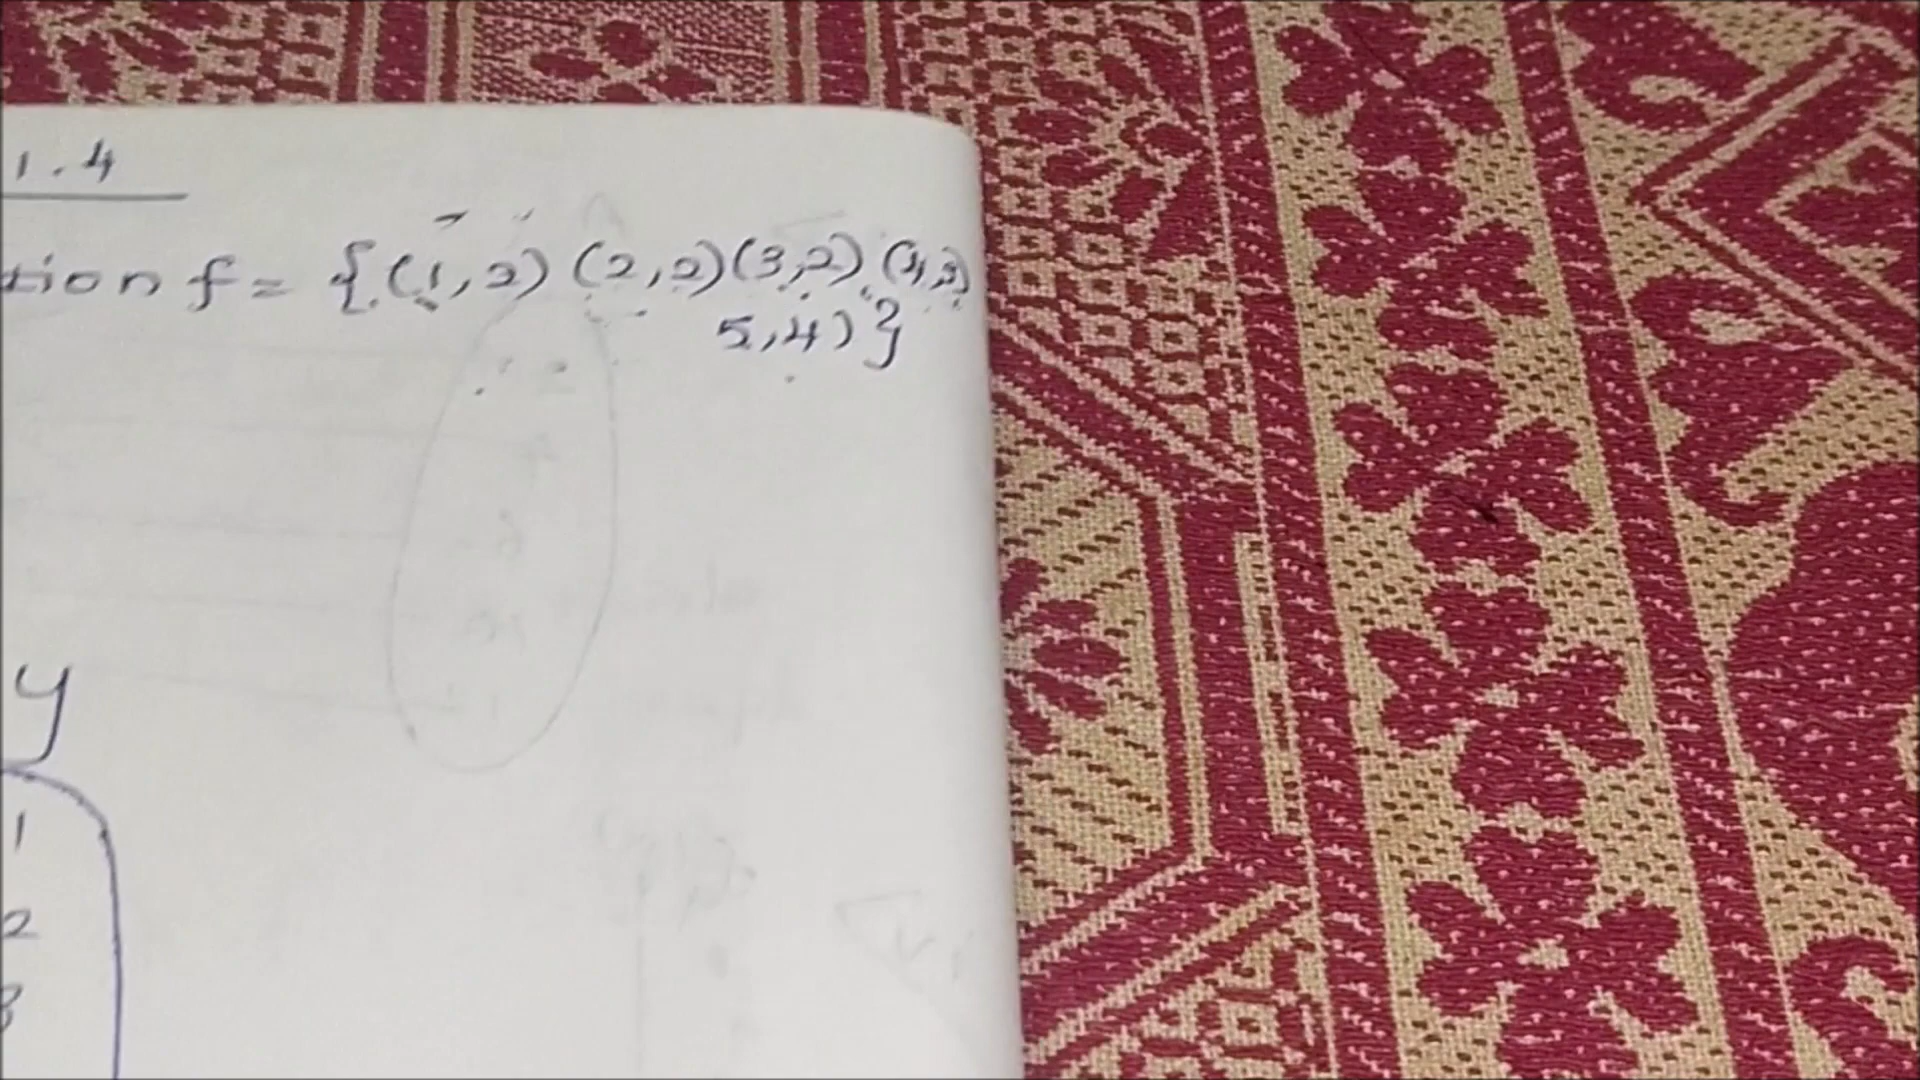 1.4
tion f = {(1,2) (2,2)(3,2) (4,3)
5,4)}
y
1
2
3